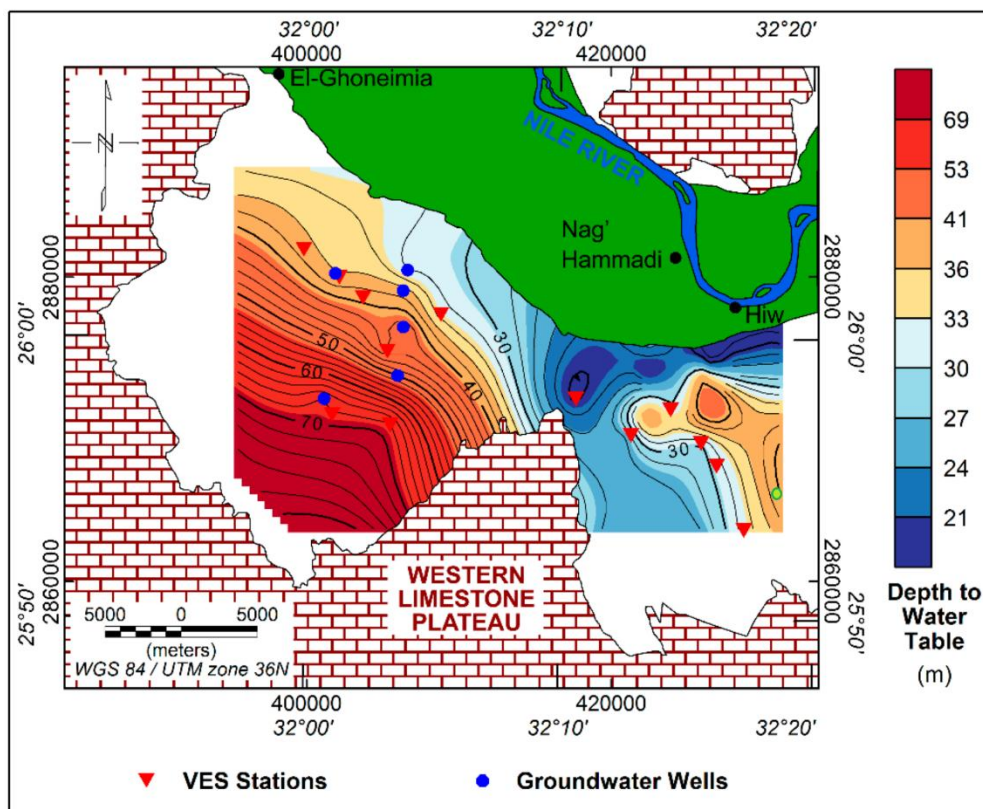 32°00' 32°10' 32°20'
400000 420000
El-Ghoneimia
N
NILE RIVER
Nag'
Hammadi
Hiw
2880000 2880000
26°00' 26°00'
50
60
70
40
30
30
69
53
41
36
33
30
27
24
21
Depth to
Water
Table
(m)
WESTERN
LIMESTONE
PLATEAU
2860000 2860000
25°50' 25°50'
5000 0 5000
(meters)
WGS 84 / UTM zone 36N
400000 420000
32°00' 32°10' 32°20'
VES Stations Groundwater Wells